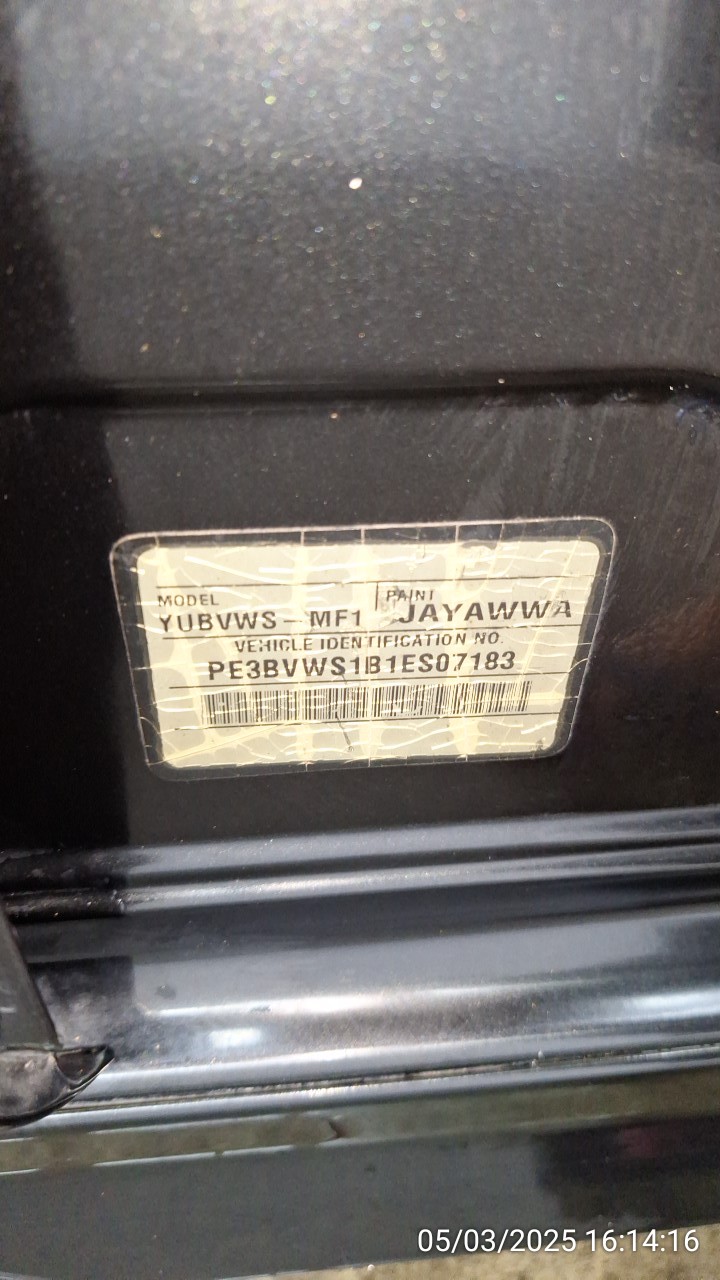 MODEL PAINT
YUBVWS-MF1 JAYAWWA
VEHICLE IDENTIFICATION NO.
PE3BVWS1B1ES07183
05/03/2025 16:14:16